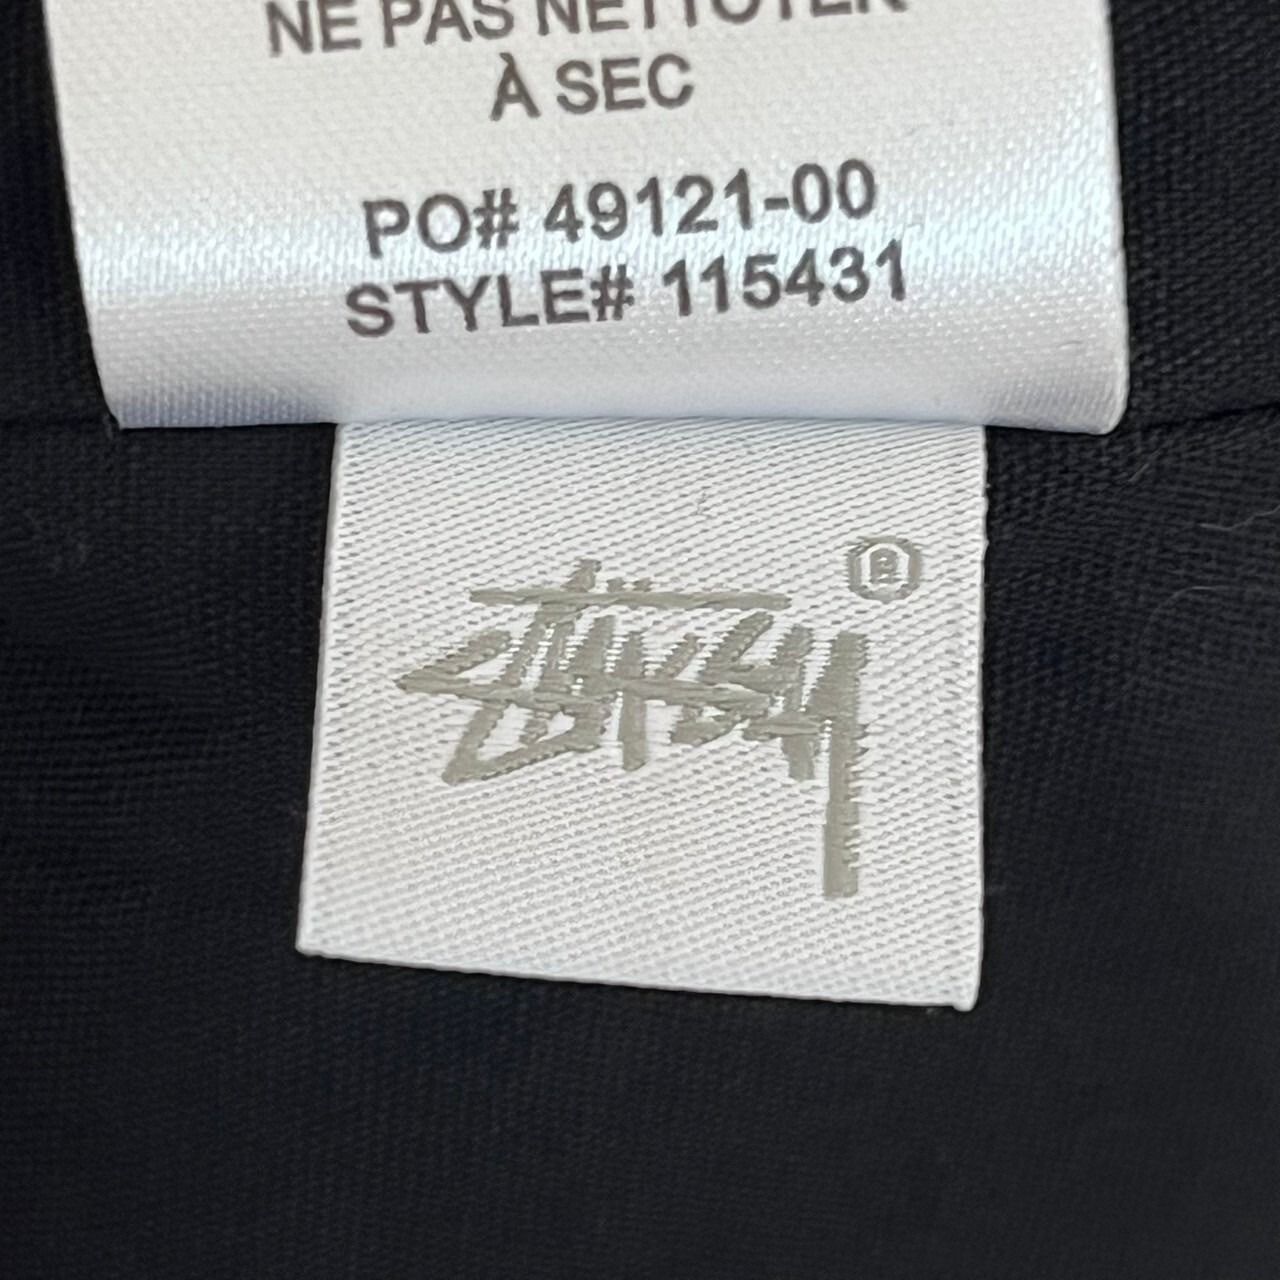 NE PAS NETTOYER
À SEC
PO# 49121-00
STYLE# 115431
®
Stüssy